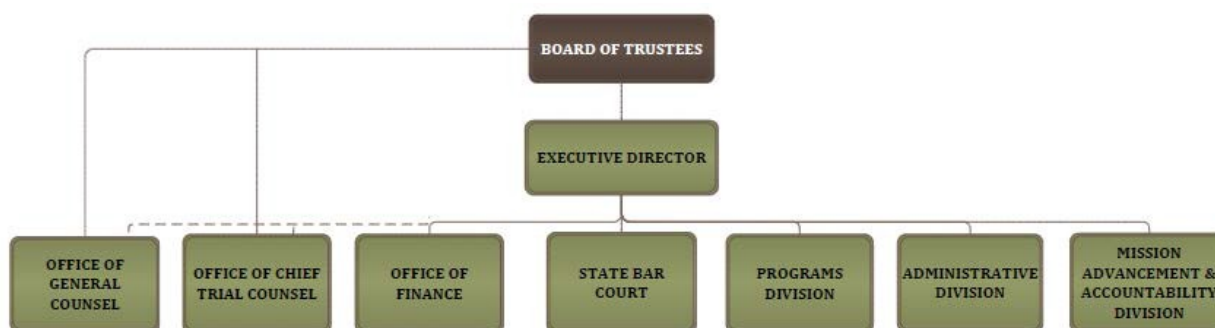 BOARD OF TRUSTEES
EXECUTIVE DIRECTOR
OFFICE OF
GENERAL
COUNSEL
OFFICE OF CHIEF
TRIAL COUNSEL
OFFICE OF
FINANCE
STATE BAR
COURT
PROGRAMS
DIVISION
ADMINISTRATIVE
DIVISION
MISSION
ADVANCEMENT &
ACCOUNTABILITY
DIVISION